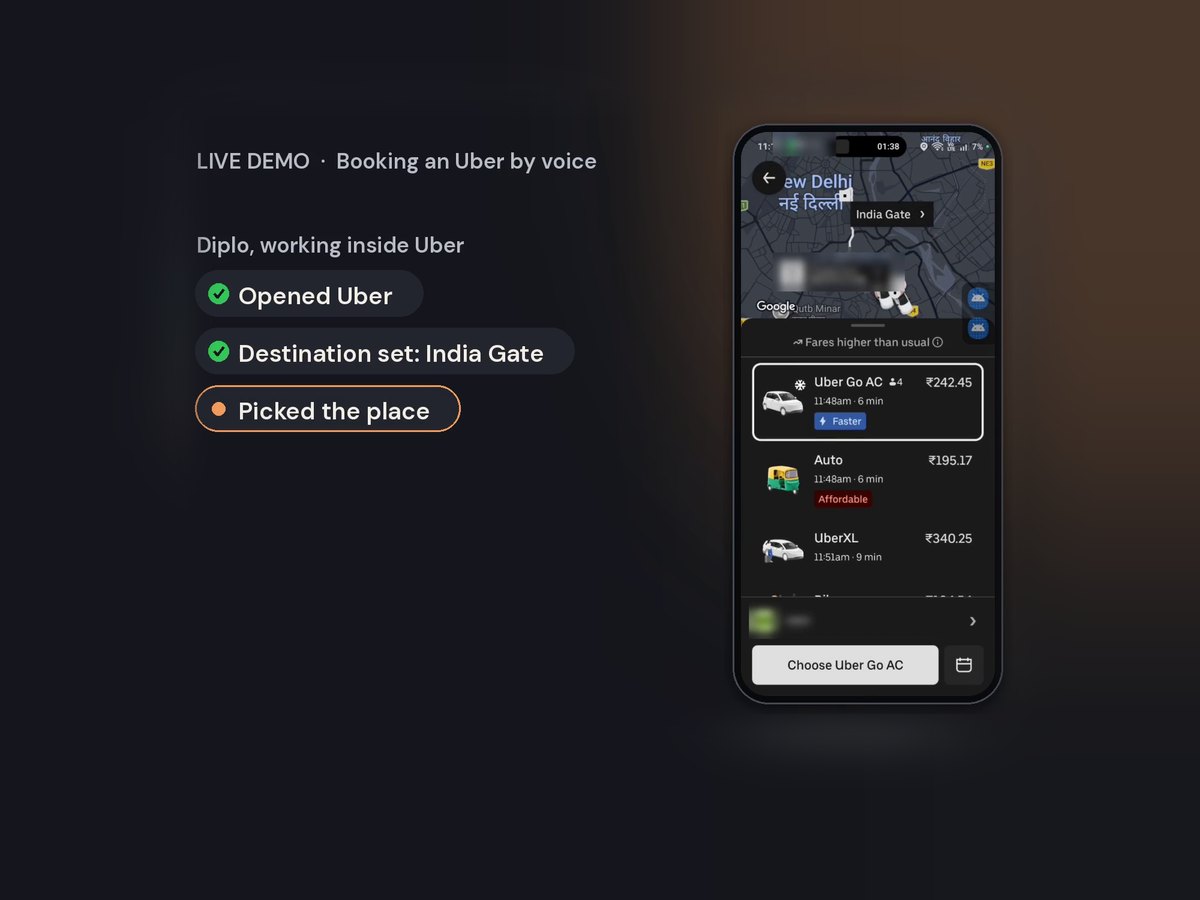 LIVE DEMO · Booking an Uber by voice
Diplo, working inside Uber
Opened Uber
Destination set: India Gate
Picked the place
01:38
7%
आनंद विहार
NE3
ew Delhi
नई दिल्ली
India Gate
Google
utb Minar
Fares higher than usual
Uber Go AC 4 ₹242.45
11:48am · 6 min
Faster
Auto ₹195.17
11:48am · 6 min
Affordable
UberXL ₹340.25
11:51am · 9 min
Choose Uber Go AC